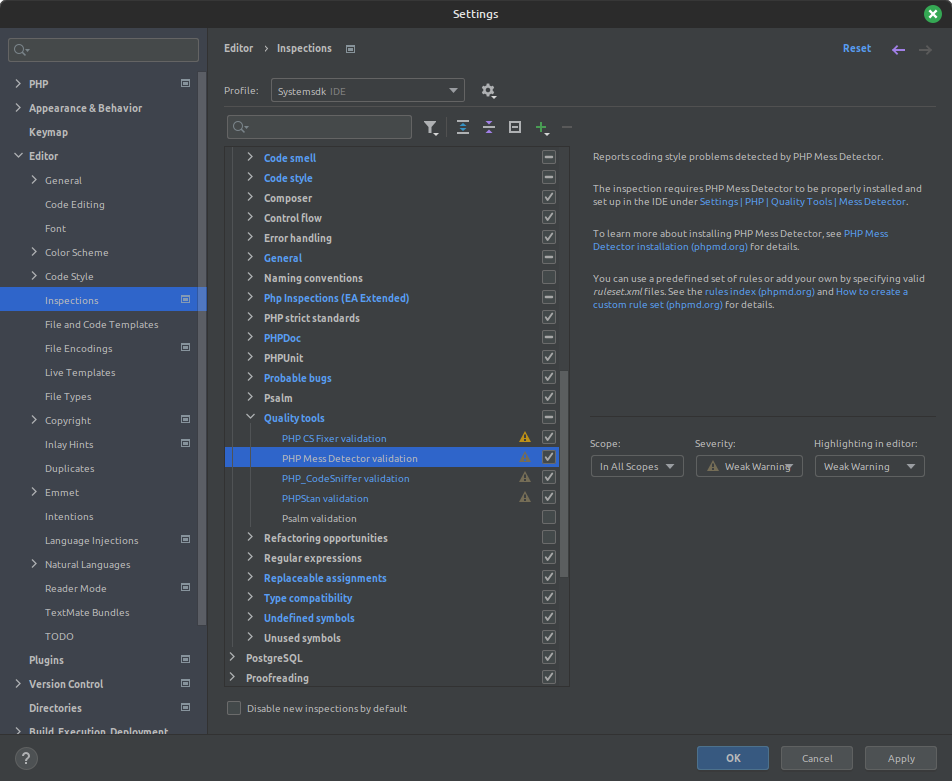 Settings
Editor › Inspections
Reset
PHP
Appearance & Behavior
Keymap
Editor
General
Code Editing
Font
Color Scheme
Code Style
Inspections
File and Code Templates
File Encodings
Live Templates
File Types
Copyright
Inlay Hints
Duplicates
Emmet
Intentions
Language Injections
Natural Languages
Reader Mode
TextMate Bundles
TODO
Plugins
Version Control
Directories
Build, Execution, Deployment
Profile: Systemsdk IDE
Code smell
Code style
Composer
Control flow
Error handling
General
Naming conventions
Php Inspections (EA Extended)
PHP strict standards
PHPDoc
PHPUnit
Probable bugs
Psalm
Quality tools
PHP CS Fixer validation
PHP Mess Detector validation
PHP_CodeSniffer validation
PHPStan validation
Psalm validation
Refactoring opportunities
Regular expressions
Replaceable assignments
Type compatibility
Undefined symbols
Unused symbols
PostgreSQL
Proofreading
Disable new inspections by default
Reports coding style problems detected by PHP Mess Detector.
The inspection requires PHP Mess Detector to be properly installed and
set up in the IDE under Settings | PHP | Quality Tools | Mess Detector.
To learn more about installing PHP Mess Detector, see PHP Mess
Detector installation (phpmd.org) for details.
You can use a predefined set of rules or add your own by specifying valid
ruleset.xml files. See the rules index (phpmd.org) and How to create a
custom rule set (phpmd.org) for details.
Scope: Severity: Highlighting in editor:
In All Scopes Weak Warning Weak Warning
?
OK Cancel Apply